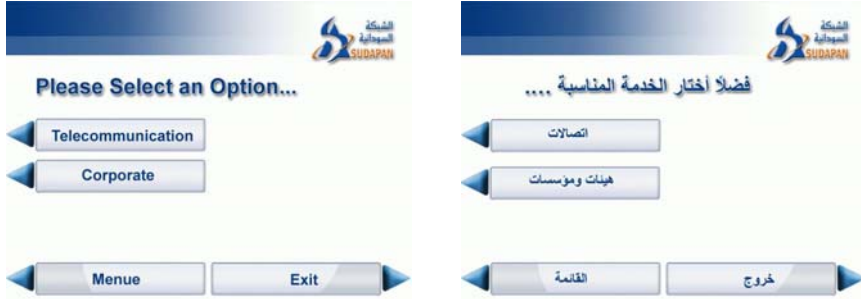 الشبكة
السودانية
SUDAPAN
Please Select an Option...
Telecommunication
Corporate
Menue
Exit
الشبكة
السودانية
SUDAPAN
فضلاً أختار الخدمة المناسبة ....
اتصالات
هيئات ومؤسسات
القائمة
خروج